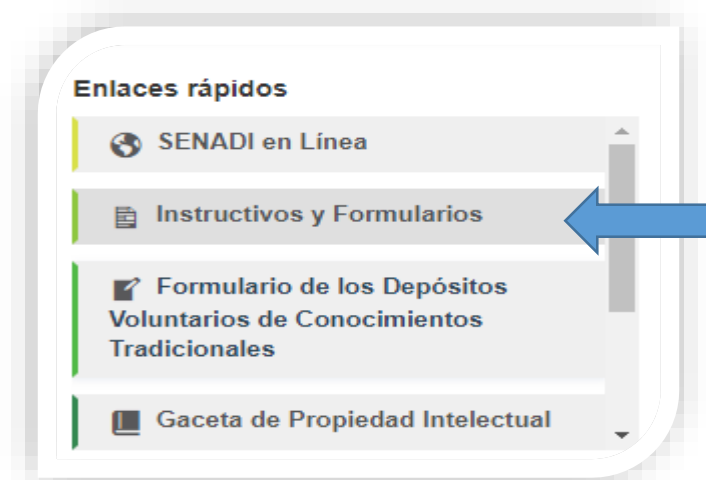 Enlaces rápidos
SENADI en Línea
Instructivos y Formularios
Formulario de los Depósitos
Voluntarios de Conocimientos
Tradicionales
Gaceta de Propiedad Intelectual